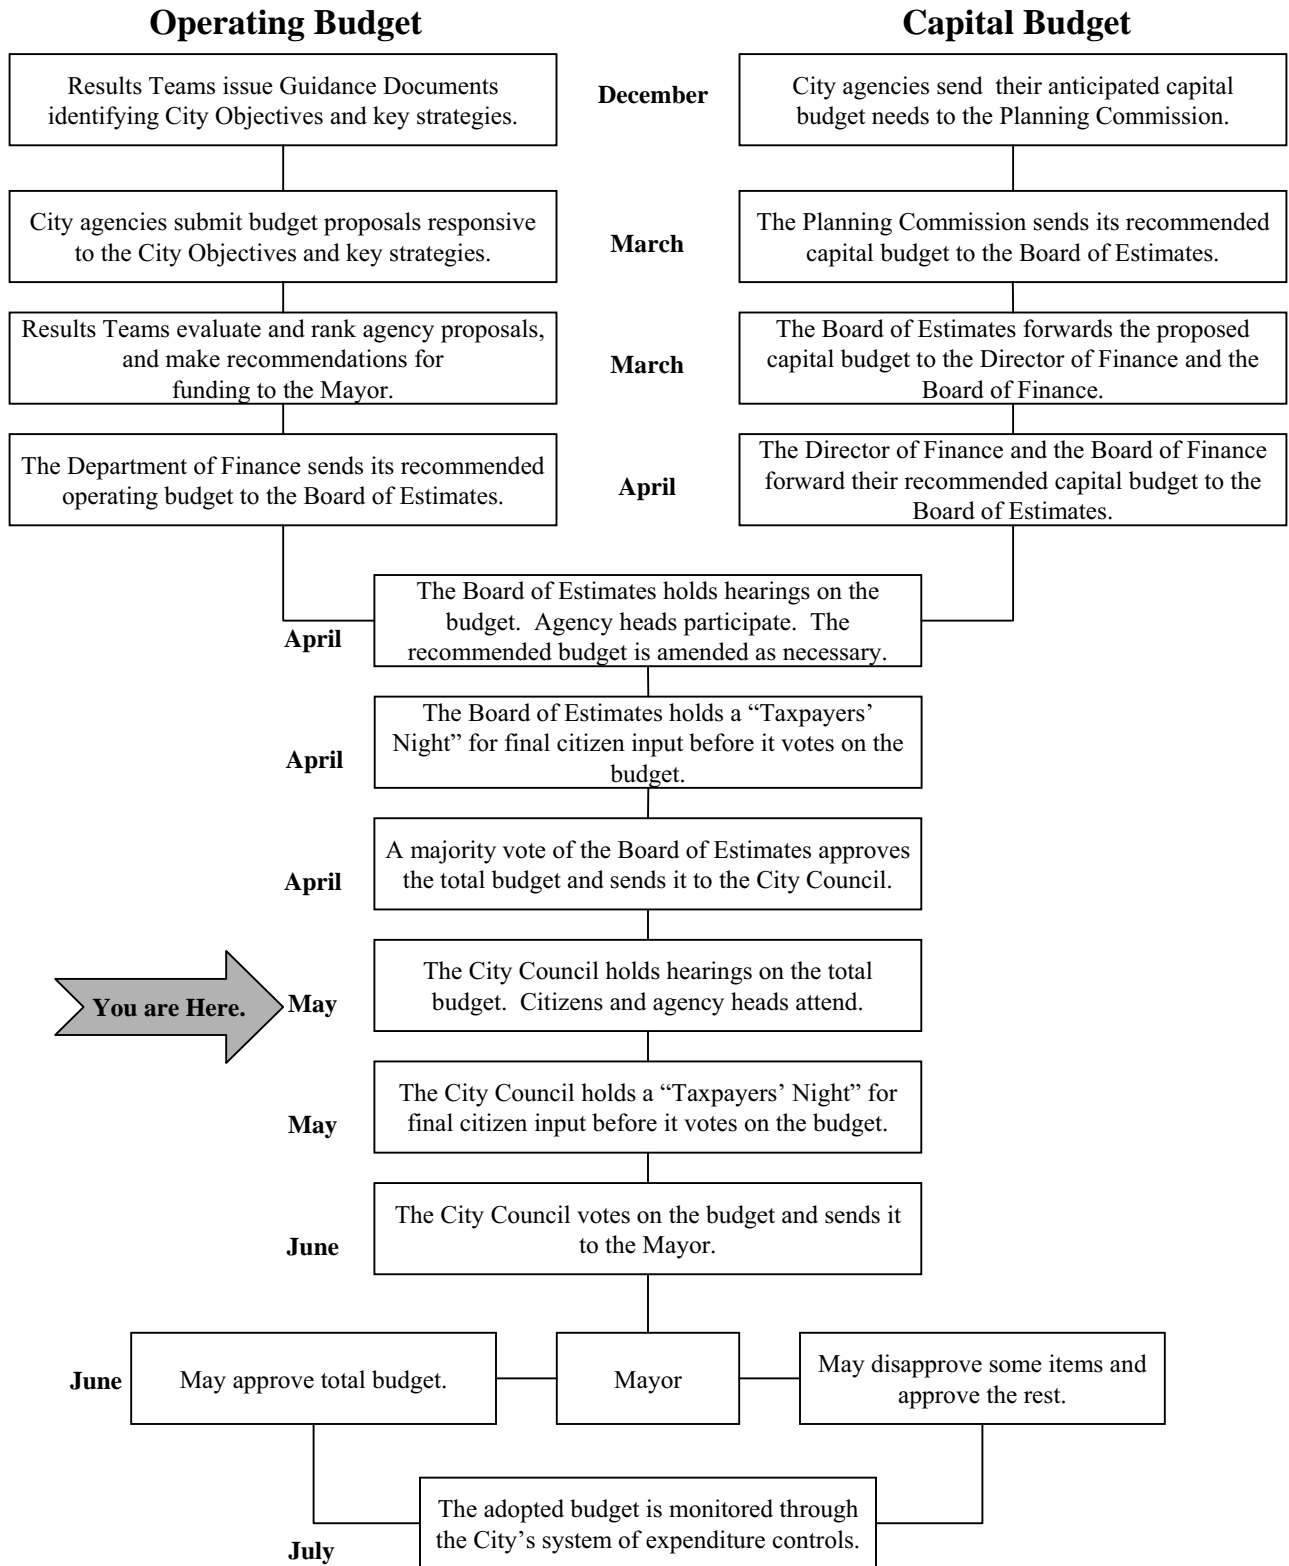 Operating Budget
Capital Budget
Results Teams issue Guidance Documents
identifying City Objectives and key strategies.
December
City agencies send their anticipated capital
budget needs to the Planning Commission.
City agencies submit budget proposals responsive
to the City Objectives and key strategies.
March
The Planning Commission sends its recommended
capital budget to the Board of Estimates.
Results Teams evaluate and rank agency proposals,
and make recommendations for
funding to the Mayor.
March
The Board of Estimates forwards the proposed
capital budget to the Director of Finance and the
Board of Finance.
The Department of Finance sends its recommended
operating budget to the Board of Estimates.
April
The Director of Finance and the Board of Finance
forward their recommended capital budget to the
Board of Estimates.
April
The Board of Estimates holds hearings on the
budget. Agency heads participate. The
recommended budget is amended as necessary.
April
The Board of Estimates holds a “Taxpayers’
Night” for final citizen input before it votes on the
budget.
April
A majority vote of the Board of Estimates approves
the total budget and sends it to the City Council.
You are Here.
May
The City Council holds hearings on the total
budget. Citizens and agency heads attend.
May
The City Council holds a “Taxpayers’ Night” for
final citizen input before it votes on the budget.
June
The City Council votes on the budget and sends it
to the Mayor.
June
May approve total budget.
Mayor
May disapprove some items and
approve the rest.
The adopted budget is monitored through
the City’s system of expenditure controls.
July